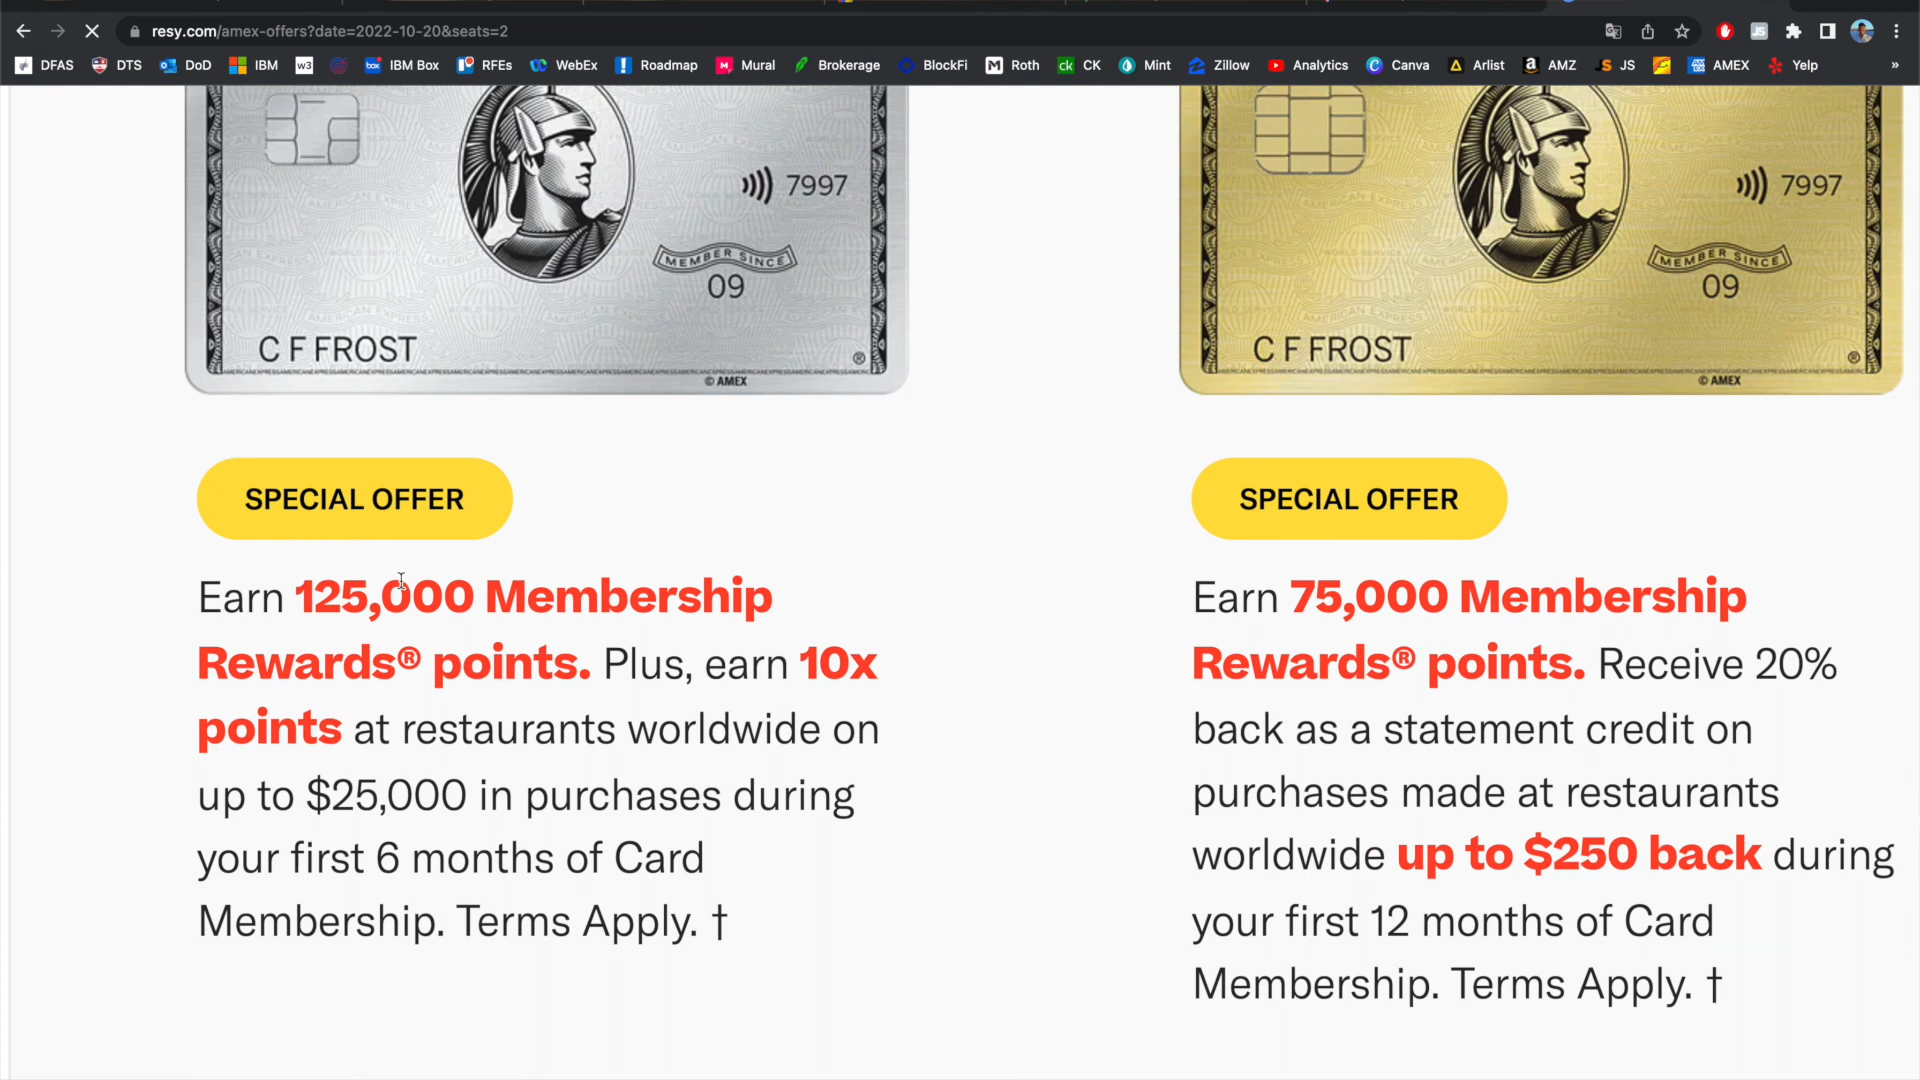 resy.com/amex-offers?date=2022-10-20&seats=2
DFAS DTS DoD IBM w3 IBM Box RFEs WebEx Roadmap Mural Brokerage BlockFi Roth CK Mint Zillow Analytics Canva Arlist AMZ JS AMEX Yelp »
7997
MEMBER SINCE
09
C F FROST
®
© AMEX
SPECIAL OFFER
Earn 125,000 Membership
Rewards® points. Plus, earn 10x
points at restaurants worldwide on
up to $25,000 in purchases during
your first 6 months of Card
Membership. Terms Apply. †
7997
MEMBER SINCE
09
C F FROST
®
© AMEX
SPECIAL OFFER
Earn 75,000 Membership
Rewards® points. Receive 20%
back as a statement credit on
purchases made at restaurants
worldwide up to $250 back during
your first 12 months of Card
Membership. Terms Apply. †